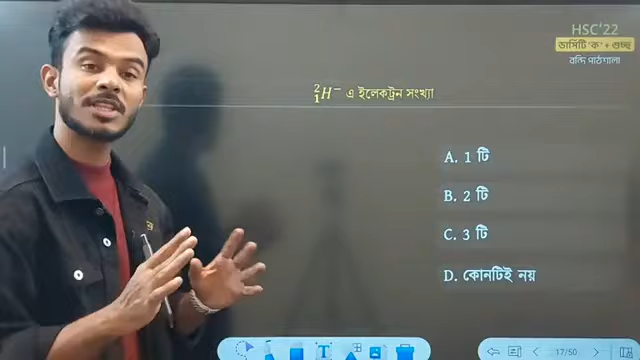 HSC'22
ভার্সিটি 'ক' + গুচ্ছ
বন্দি পাঠশালা
²₁H⁻ এ ইলেকট্রন সংখ্যা
A. 1 টি
B. 2 টি
C. 3 টি
D. কোনটিই নয়
17/50